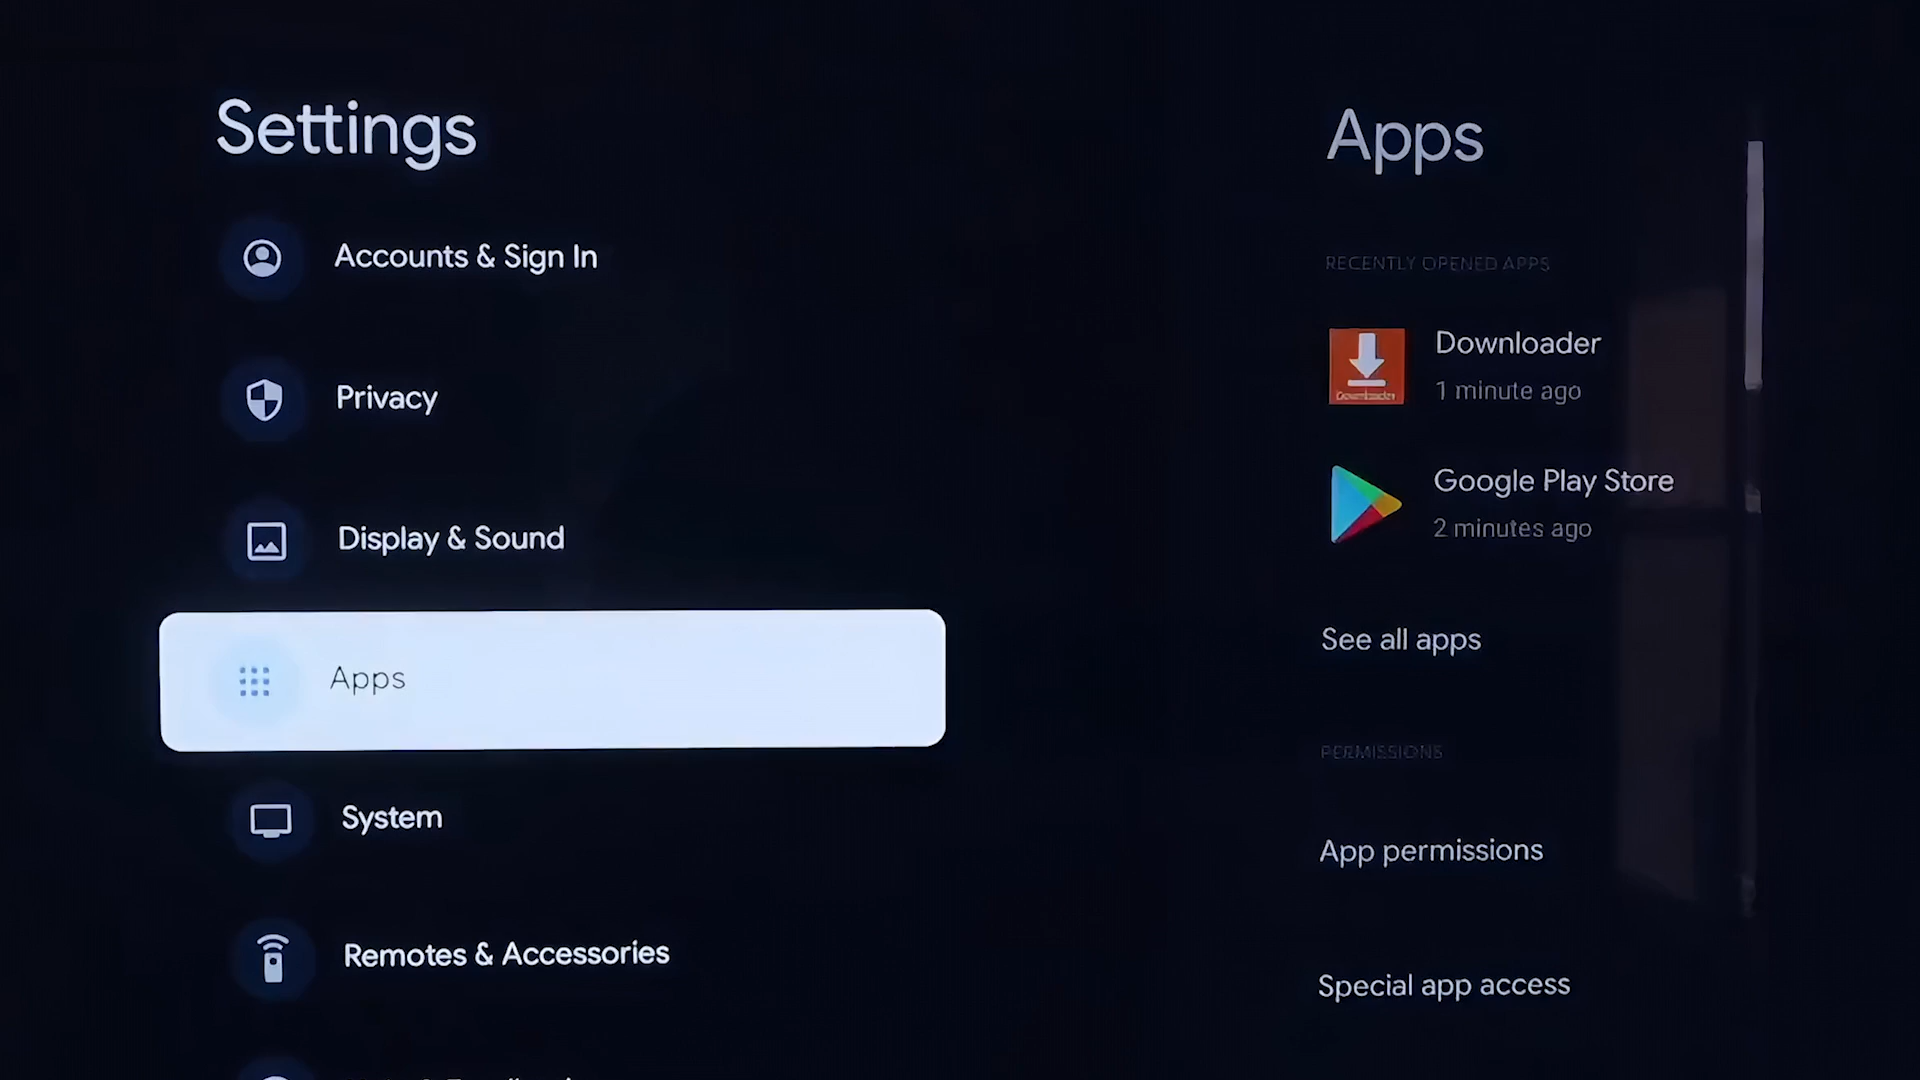 Settings
Accounts & Sign In
Privacy
Display & Sound
Apps
System
Remotes & Accessories
Apps
RECENTLY OPENED APPS
Downloader
Downloader
1 minute ago
Google Play Store
2 minutes ago
See all apps
PERMISSIONS
App permissions
Special app access